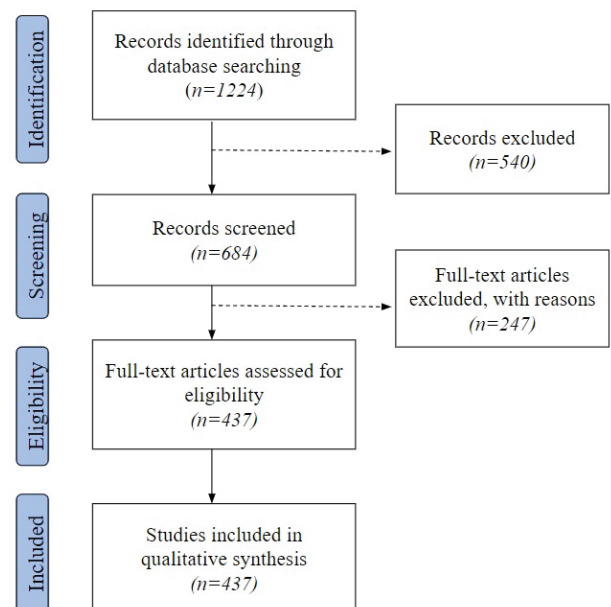 Identification
Records identified through
database searching
(n=1224)
Records excluded
(n=540)
Screening
Records screened
(n=684)
Full-text articles
excluded, with reasons
(n=247)
Eligibility
Full-text articles assessed for
eligibility
(n=437)
Included
Studies included in
qualitative synthesis
(n=437)